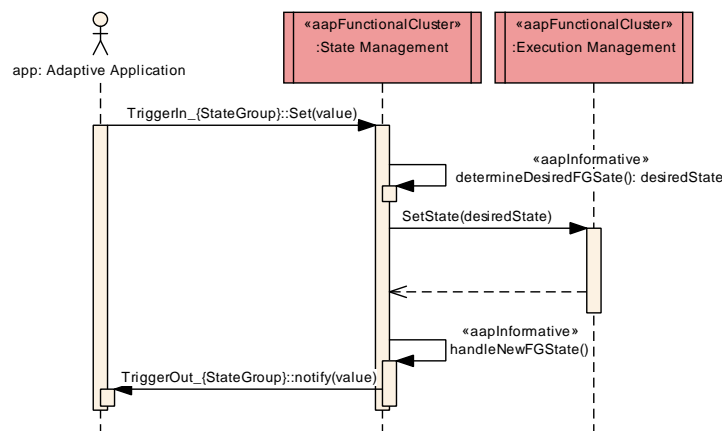 «aapFunctionalCluster»
:State Management
«aapFunctionalCluster»
:Execution Management
app: Adaptive Application
TriggerIn_{StateGroup}::Set(value)
«aapInformative»
determineDesiredFGSate(): desiredState
SetState(desiredState)
«aapInformative»
handleNewFGState()
TriggerOut_{StateGroup}::notify(value)